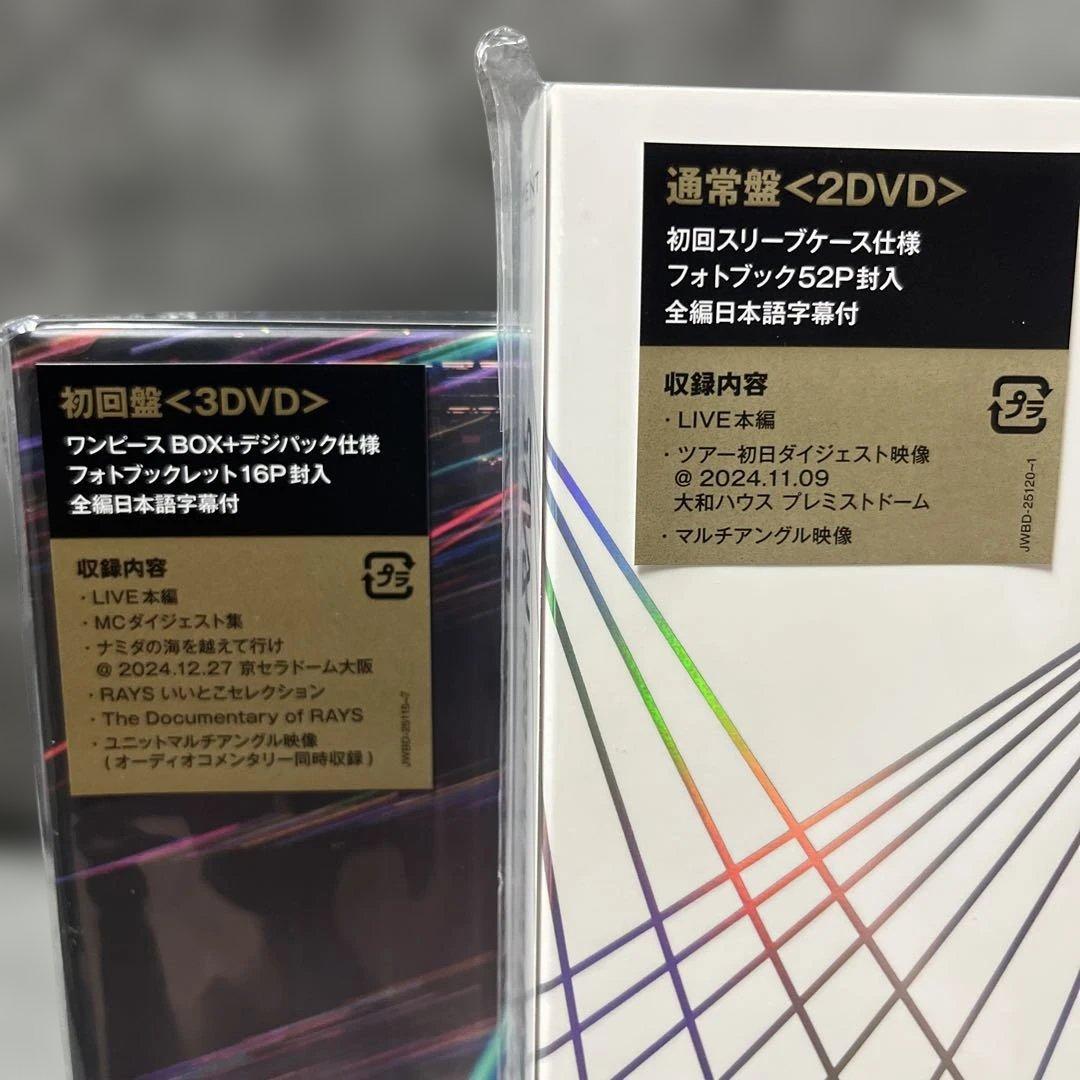 初回盤<3DVD>
ワンピースBOX+デジパック仕様
フォトブックレット16P封入
全編日本語字幕付
収録内容
・LIVE本編
・MCダイジェスト集
・ナミダの海を越えて行け
@ 2024.12.27 京セラドーム大阪
・RAYS いいとこセレクション
・The Documentary of RAYS
・ユニットマルチアングル映像
(オーディオコメンタリー同時収録)
プラ
通常盤<2DVD>
初回スリーブケース仕様
フォトブック52P封入
全編日本語字幕付
収録内容
・LIVE本編
・ツアー初日ダイジェスト映像
@ 2024.11.09
大和ハウス プレミストドーム
・マルチアングル映像
プラ
JWBD-25120~1